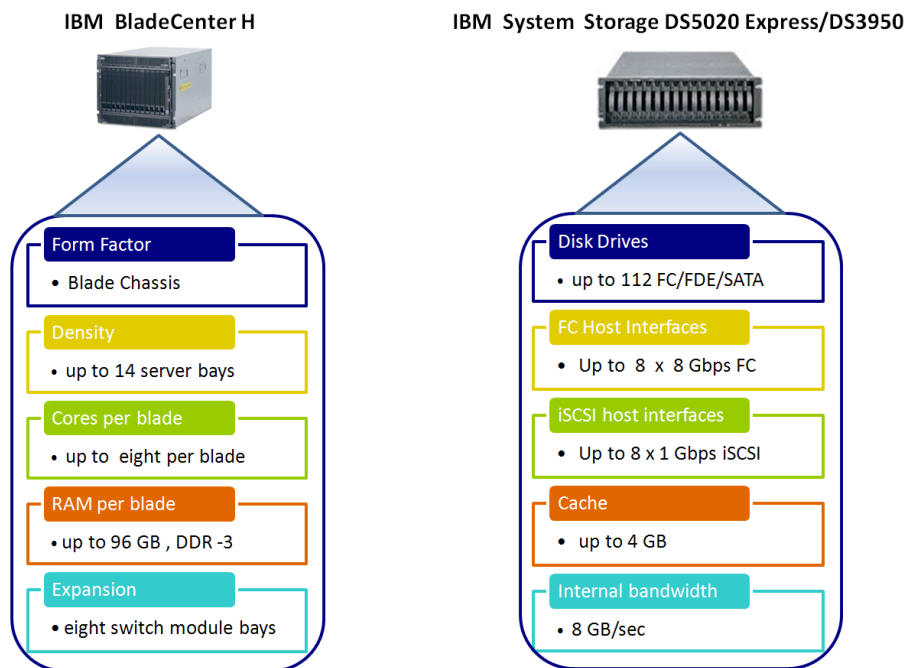 IBM BladeCenter H
Form Factor
• Blade Chassis
Density
• up to 14 server bays
Cores per blade
• up to eight per blade
RAM per blade
• up to 96 GB , DDR -3
Expansion
• eight switch module bays
IBM System Storage DS5020 Express/DS3950
Disk Drives
• up to 112 FC/FDE/SATA
FC Host Interfaces
• Up to 8 x 8 Gbps FC
iSCSI host interfaces
• Up to 8 x 1 Gbps iSCSI
Cache
• up to 4 GB
Internal bandwidth
• 8 GB/sec